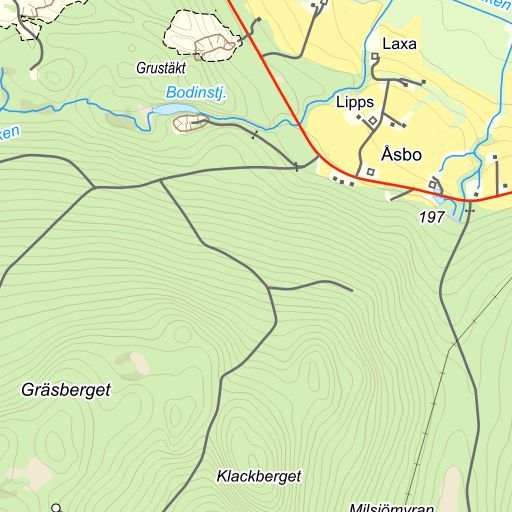 Laxa
Grustäkt
Bodinstj.
Lipps
Åsbo
197
Gräsberget
Klackberget
Milsjömyran